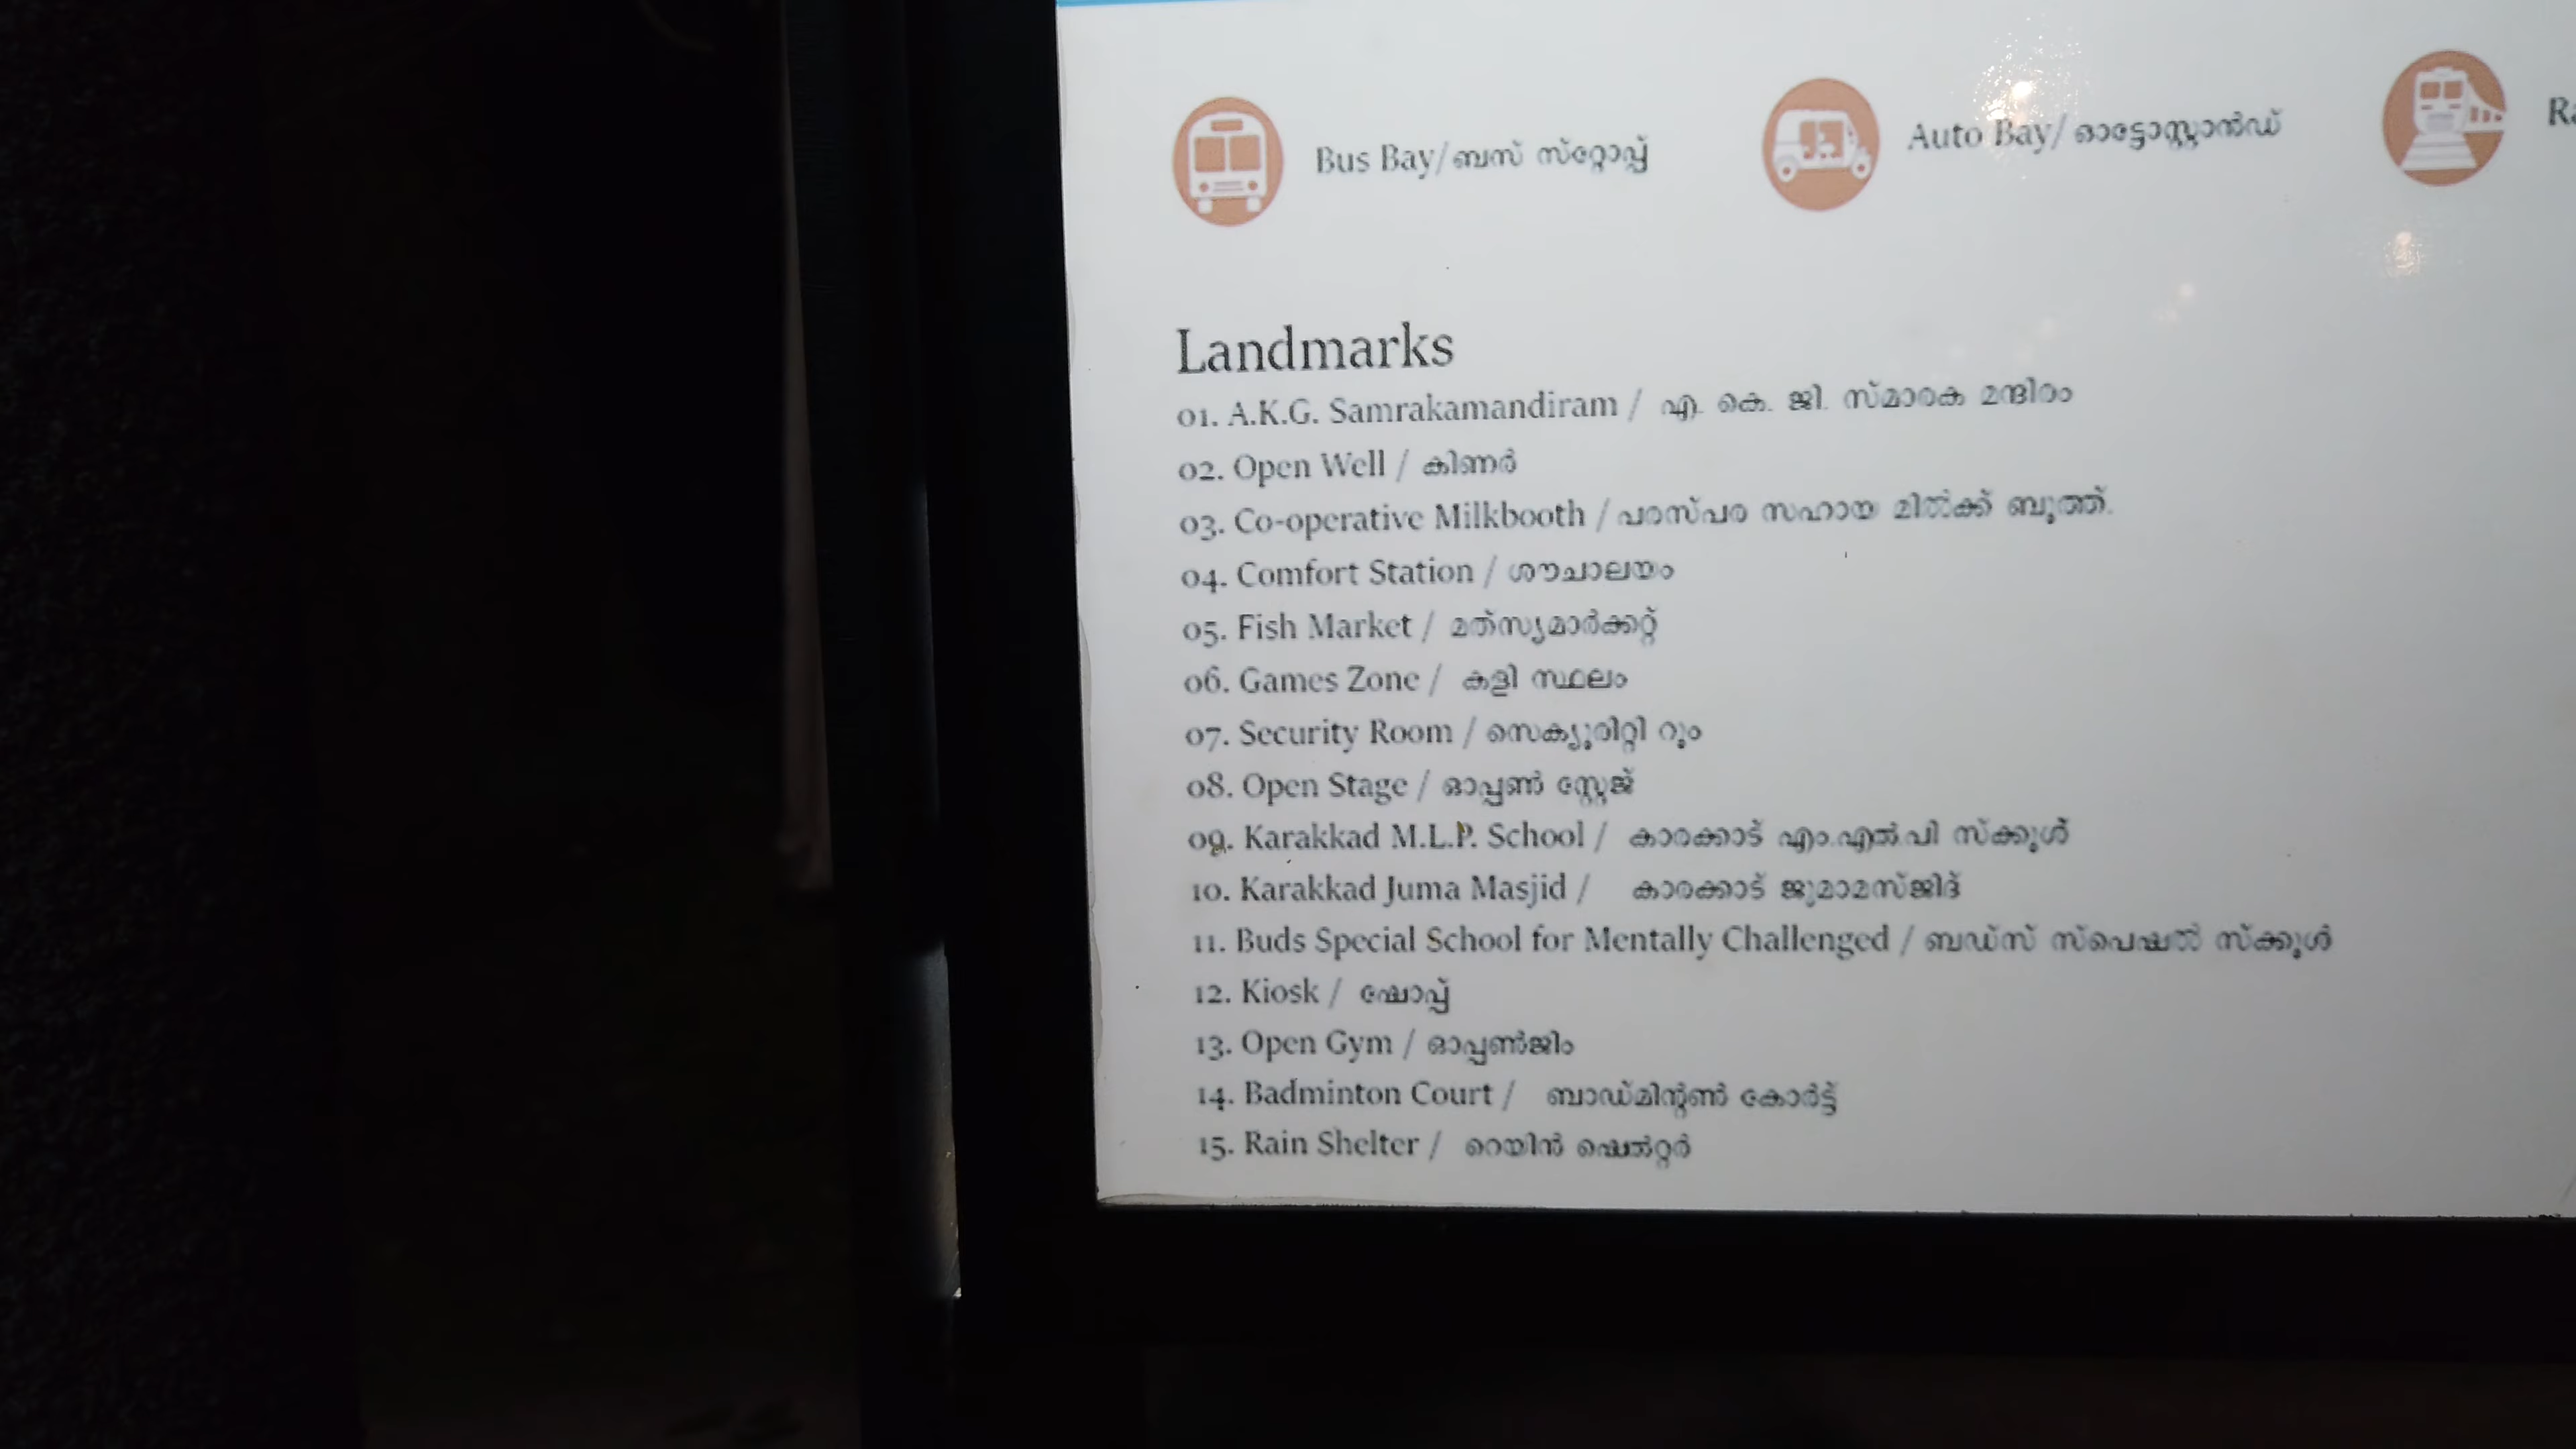 Bus Bay/ബസ് സ്റ്റോപ്പ് Auto Bay/ഓട്ടോസ്റ്റാൻഡ്
Landmarks
01. A.K.G. Samrakamandiram / എ. കെ. ജി. സ്മാരക മന്ദിരം
02. Open Well / കിണർ
03. Co-operative Milkbooth / പരസ്പര സഹായ മിൽക്ക് ബൂത്ത്.
04. Comfort Station / ശൗചാലയം
05. Fish Market / മത്സ്യമാർക്കറ്റ്
06. Games Zone / കളി സ്ഥലം
07. Security Room / സെക്യൂരിറ്റി റൂം
08. Open Stage / ഓപ്പൺ സ്റ്റേജ്
09. Karakkad M.L.P. School / കാരക്കാട് എം.എൽ.പി സ്ക്കൂൾ
10. Karakkad Juma Masjid / കാരക്കാട് ജുമാമസ്ജിദ്
11. Buds Special School for Mentally Challenged / ബഡ്സ് സ്പെഷ്യൽ സ്ക്കൂൾ
12. Kiosk / ഷോപ്പ്
13. Open Gym / ഓപ്പൺജിം
14. Badminton Court / ബാഡ്മിന്റൺ കോർട്ട്
15. Rain Shelter / റെയിൻ ഷെൽറ്റർ